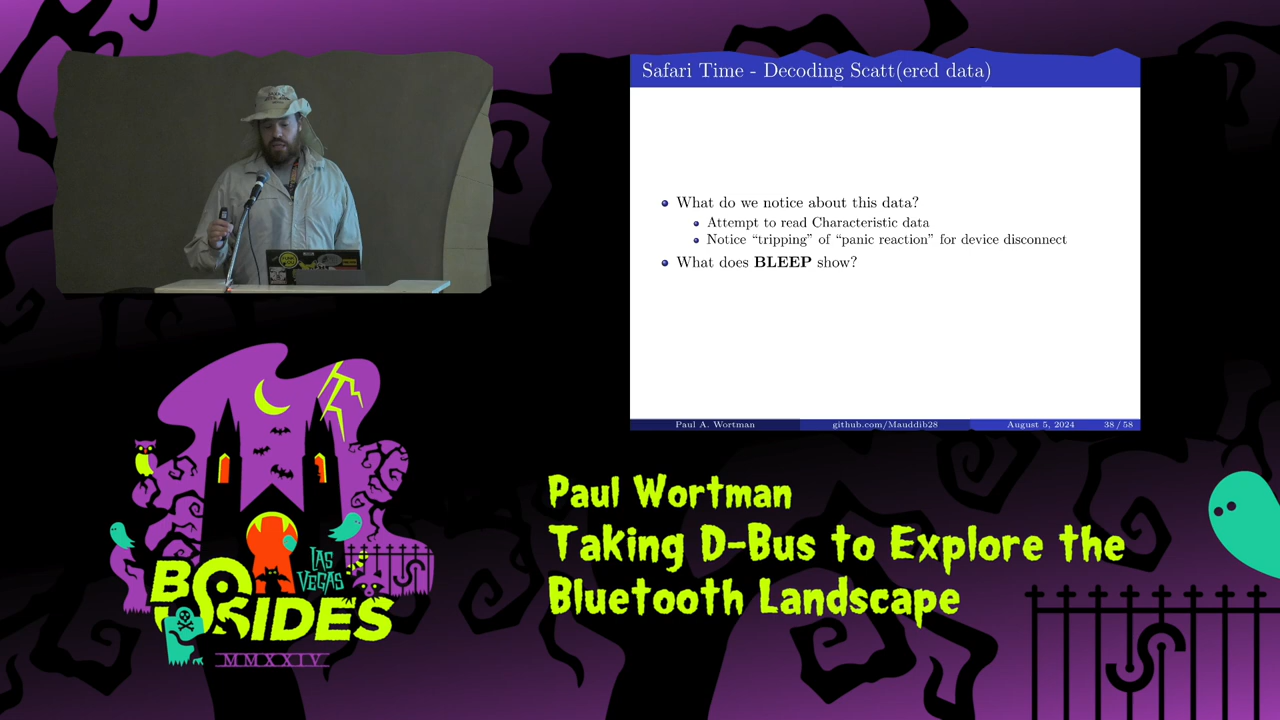 Safari Time - Decoding Scatt(ered data)
What do we notice about this data?
Attempt to read Characteristic data
Notice “tripping” of “panic reaction” for device disconnect
What does BLEEP show?
Paul A. Wortman
github.com/Mauddib28
August 5, 2024
38 / 58
LAS
VEGAS
BSIDES
MMXXIV
Paul Wortman
Taking D-Bus to Explore the
Bluetooth Landscape